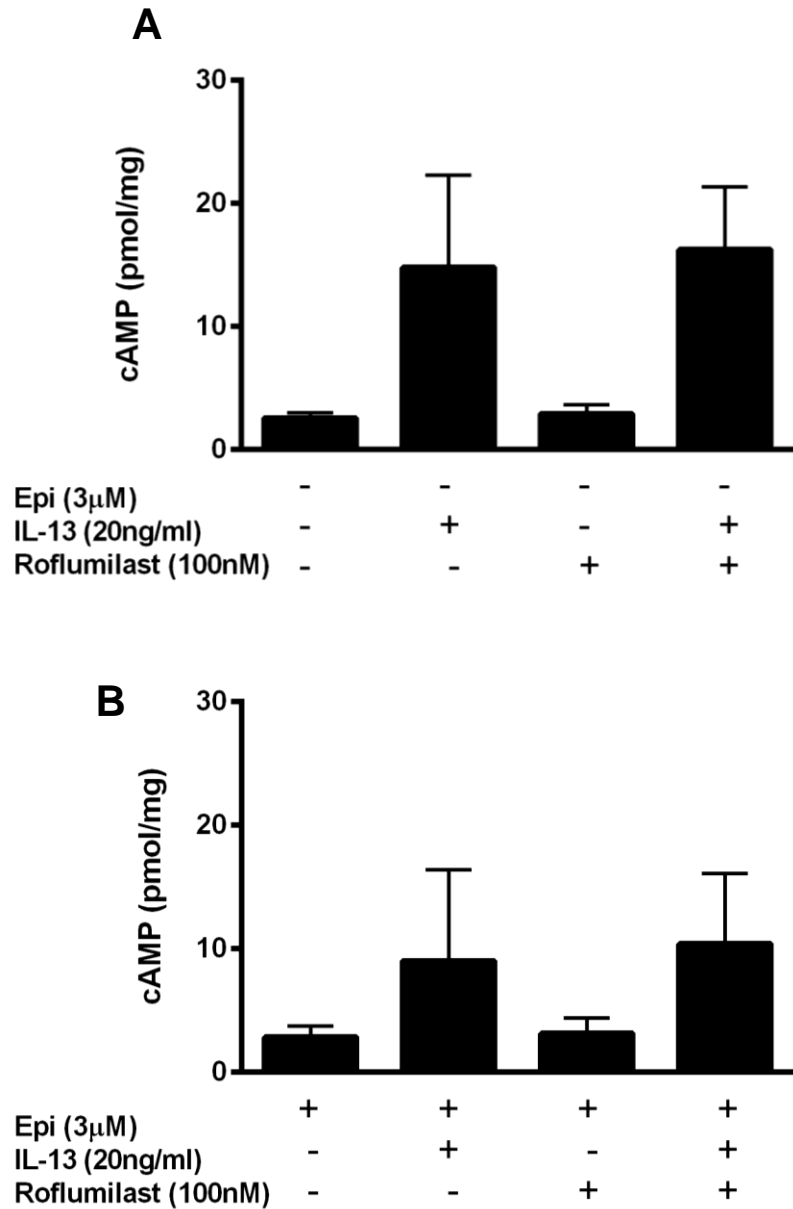 A
30
20
10
0
cAMP (pmol/mg)
Epi (3μM) - - - -
IL-13 (20ng/ml) - + - +
Roflumilast (100nM) - - + +
B
30
20
10
0
cAMP (pmol/mg)
Epi (3μM) + + + +
IL-13 (20ng/ml) - + - +
Roflumilast (100nM) - - + +